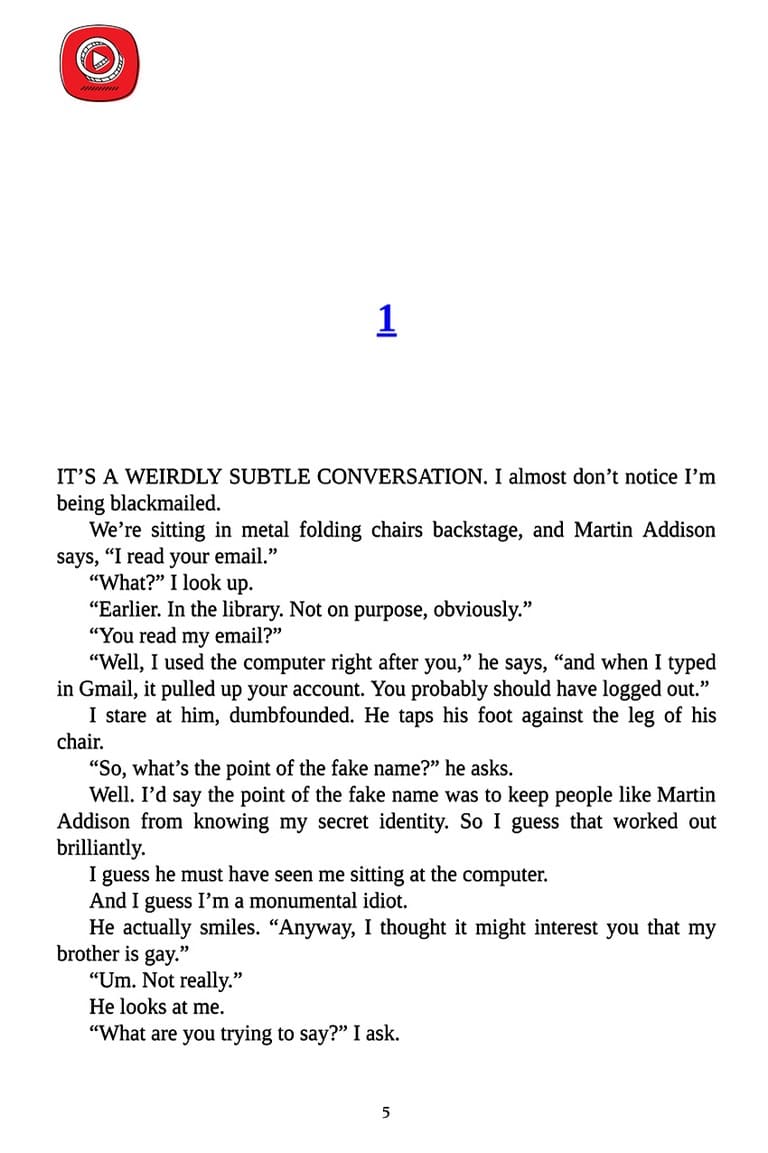 1
IT’S A WEIRDLY SUBTLE CONVERSATION. I almost don’t notice I’m
being blackmailed.
We’re sitting in metal folding chairs backstage, and Martin Addison
says, “I read your email.”
“What?” I look up.
“Earlier. In the library. Not on purpose, obviously.”
“You read my email?”
“Well, I used the computer right after you,” he says, “and when I typed
in Gmail, it pulled up your account. You probably should have logged out.”
I stare at him, dumbfounded. He taps his foot against the leg of his
chair.
“So, what’s the point of the fake name?” he asks.
Well. I’d say the point of the fake name was to keep people like Martin
Addison from knowing my secret identity. So I guess that worked out
brilliantly.
I guess he must have seen me sitting at the computer.
And I guess I’m a monumental idiot.
He actually smiles. “Anyway, I thought it might interest you that my
brother is gay.”
“Um. Not really.”
He looks at me.
“What are you trying to say?” I ask.
5